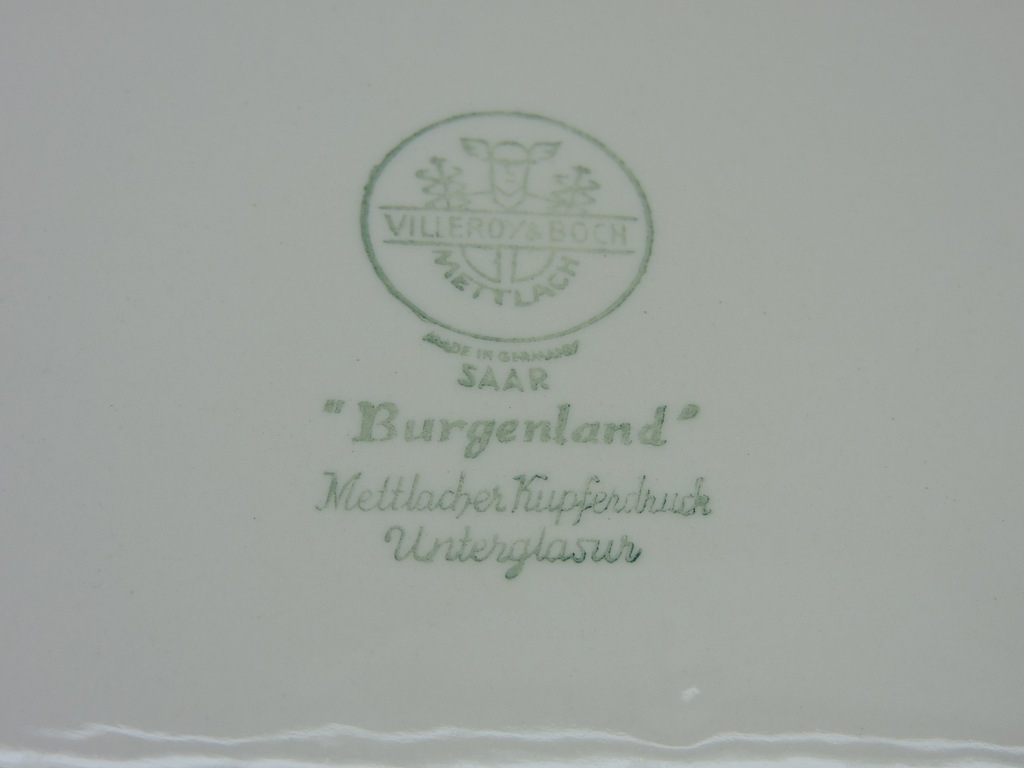 VILLEROY & BOCH
METTLACH
MADE IN GERMANY
SAAR
"Burgenland"
Mettlacher Kupferdruck
Unterglasur